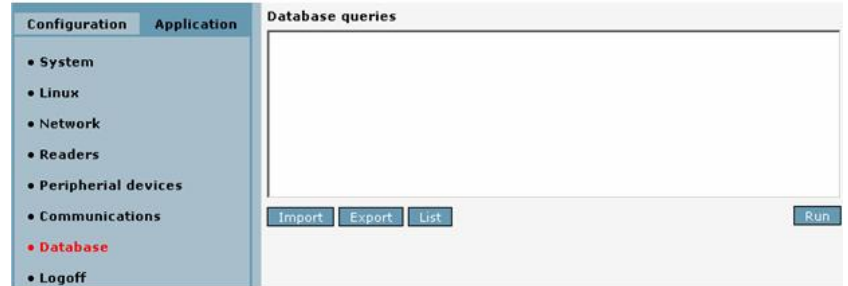 Configuration Application
Database queries
• System
• Linux
• Network
• Readers
• Peripherial devices
• Communications
• Database
• Logoff
Import Export List Run